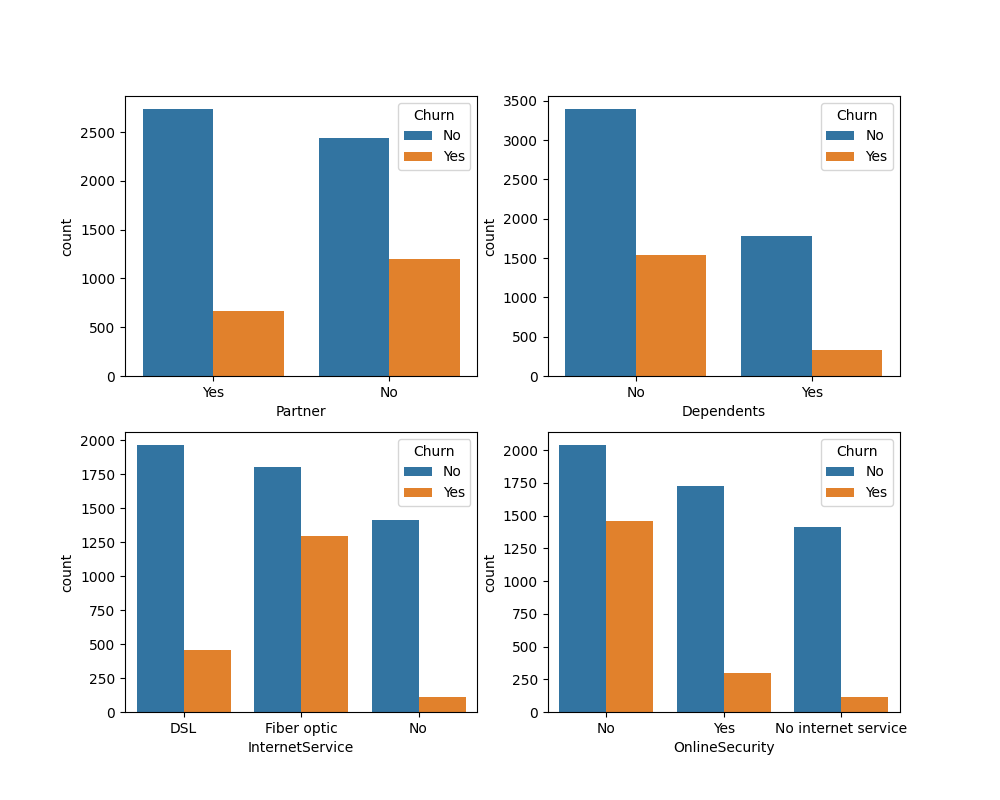 Churn
No
Yes
2500
2000
1500
1000
500
0
count
Yes No
Partner
Churn
No
Yes
3500
3000
2500
2000
1500
1000
500
0
count
No Yes
Dependents
Churn
No
Yes
2000
1750
1500
1250
1000
750
500
250
0
count
DSL Fiber optic No
InternetService
Churn
No
Yes
2000
1750
1500
1250
1000
750
500
250
0
count
No Yes No internet service
OnlineSecurity